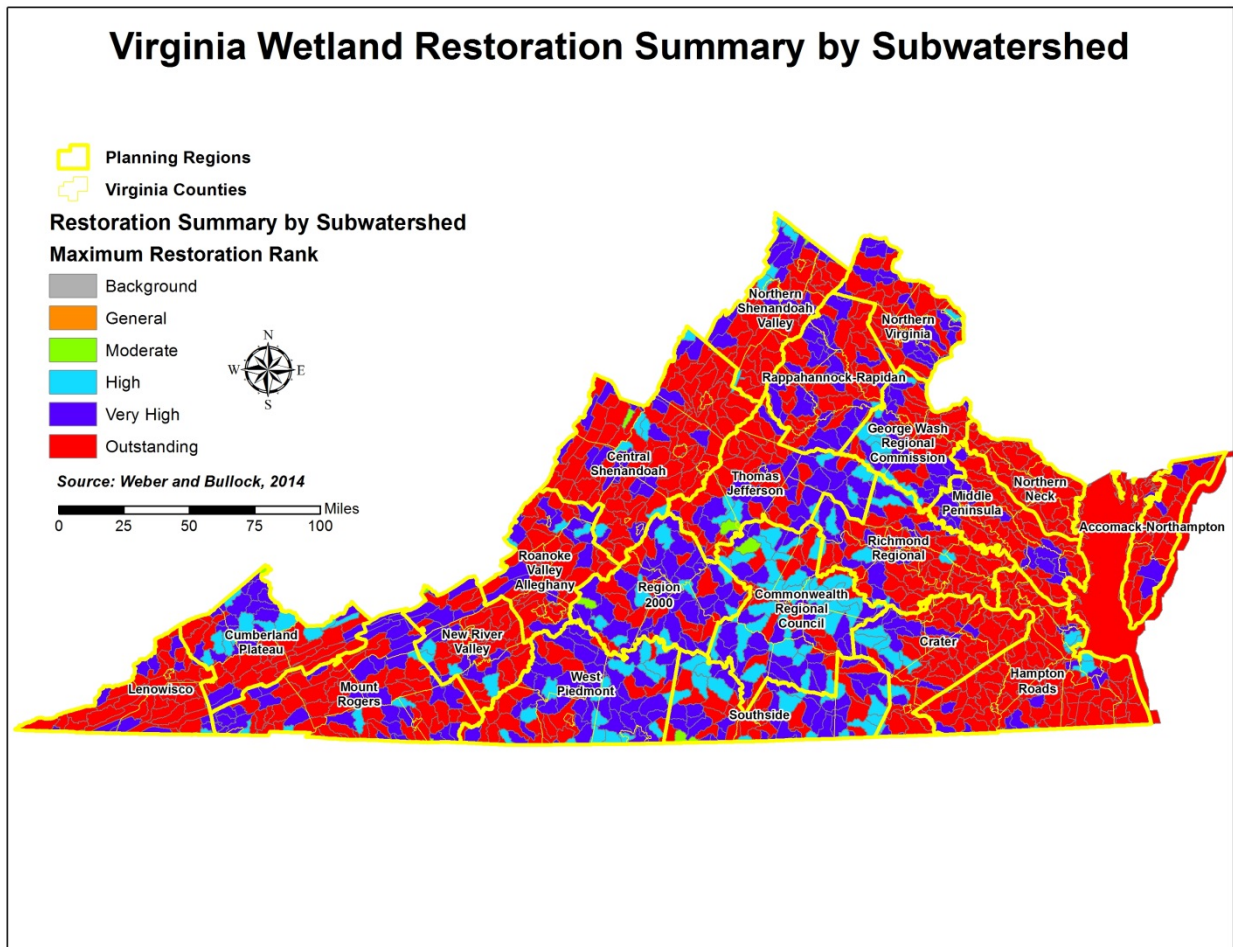 Virginia Wetland Restoration Summary by Subwatershed
Planning Regions
Virginia Counties
Restoration Summary by Subwatershed
Maximum Restoration Rank
Background
General
Moderate
High
Very High
Outstanding
N
W
E
S
Source: Weber and Bullock, 2014
Miles
0 25 50 75 100
Northern
Shenandoah
Valley
Northern
Virginia
Rappahannock-Rapidan
George Wash
Regional
Commission
Central
Shenandoah
Thomas
Jefferson
Northern
Neck
Middle
Peninsula
Accomack-Northampton
Richmond
Regional
Roanoke
Valley
Alleghany
Region
2000
Commonwealth
Regional
Council
Cumberland
Plateau
New River
Valley
Crater
Lenowisco
Mount
Rogers
West
Piedmont
Southside
Hampton
Roads